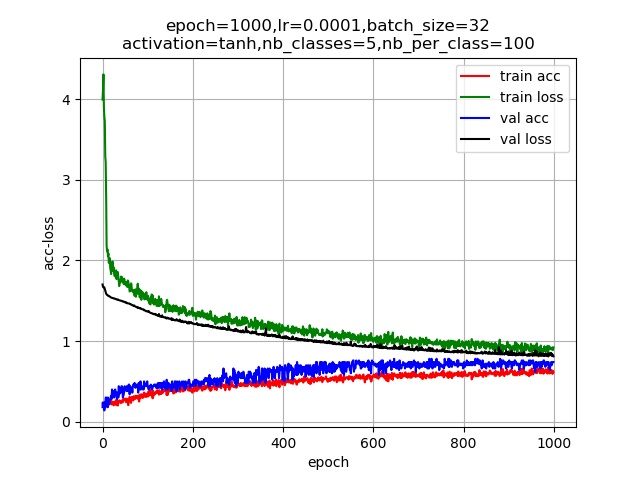 epoch=1000,lr=0.0001,batch_size=32
activation=tanh,nb_classes=5,nb_per_class=100
train acc
train loss
val acc
val loss
4
3
2
1
0
acc-loss
0 200 400 600 800 1000
epoch